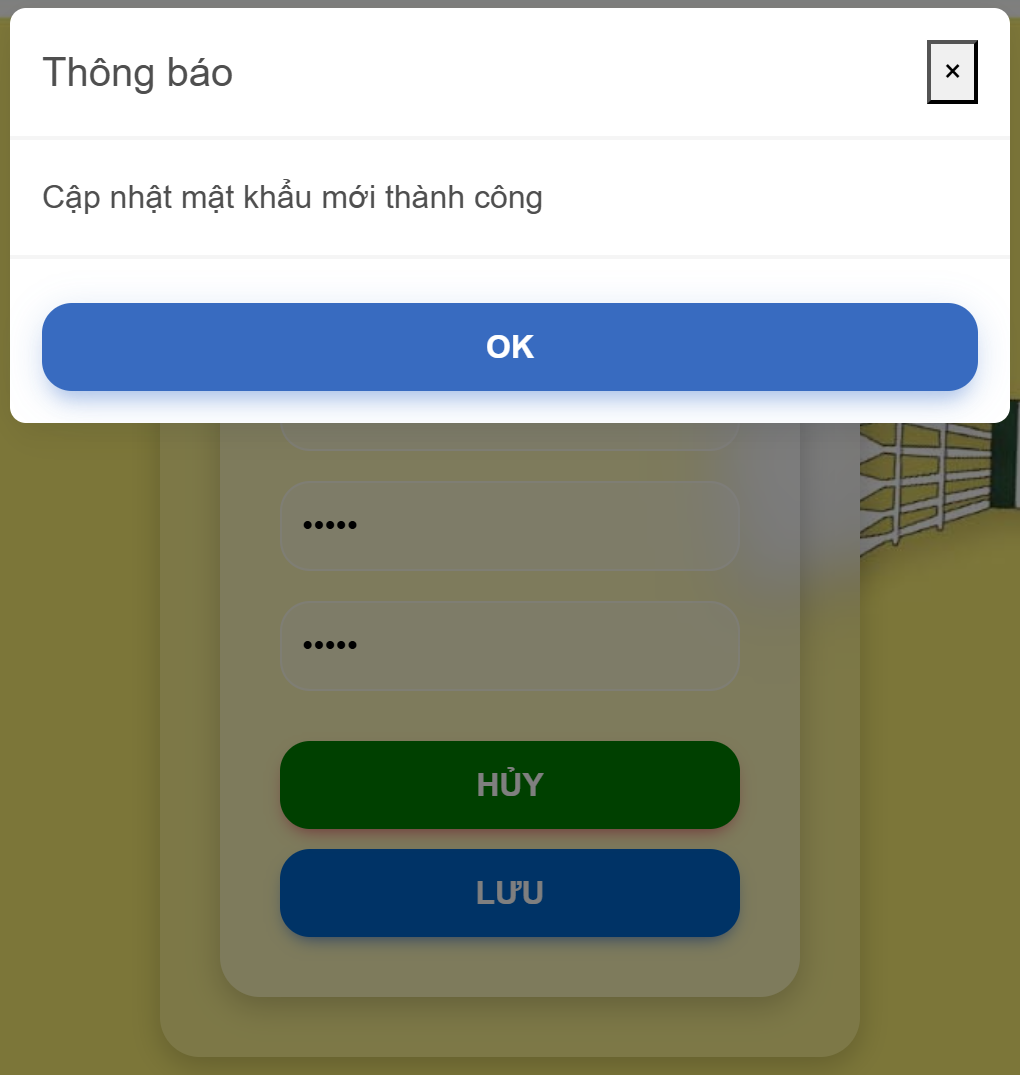 Thông báo
×
Cập nhật mật khẩu mới thành công
OK
•••••
•••••
HỦY
LƯU